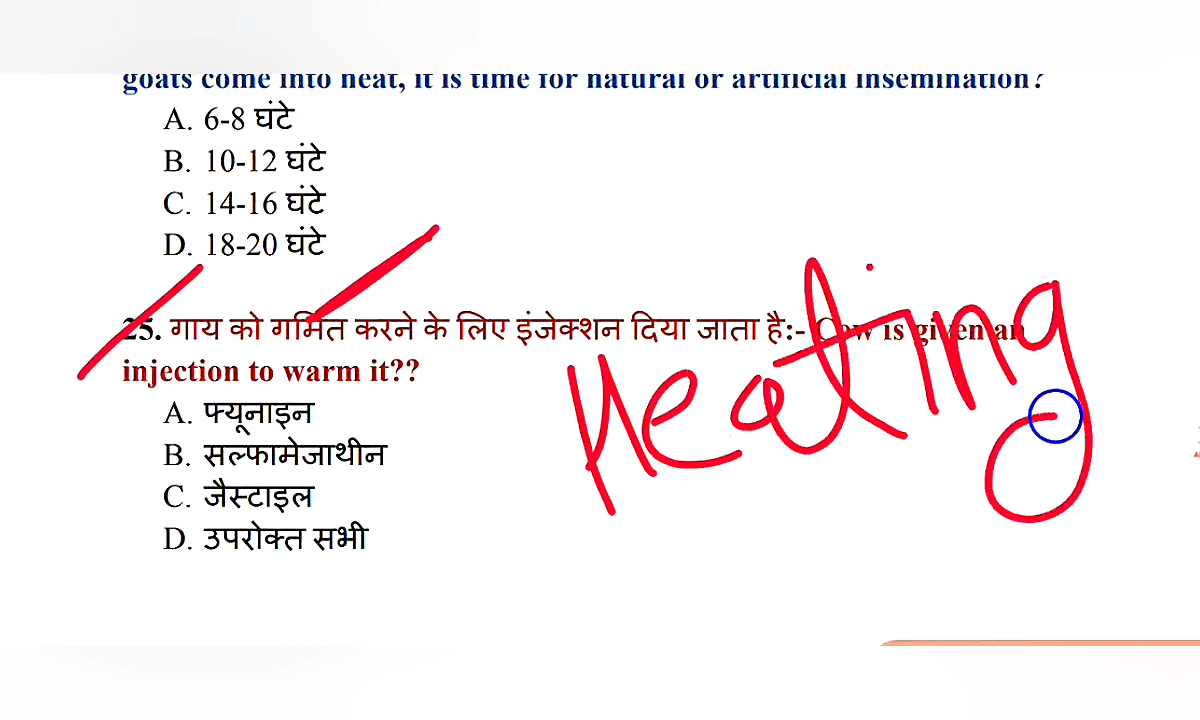 goats come into heat, it is time for natural or artificial insemination?
A. 6-8 घंटे
B. 10-12 घंटे
C. 14-16 घंटे
D. 18-20 घंटे
25. गाय को गर्मित करने के लिए इंजेक्शन दिया जाता है:- Cow is given an
injection to warm it??
Heating
A. फ्यूनाइन
B. सल्फामेजाथीन
C. जैस्टाइल
D. उपरोक्त सभी